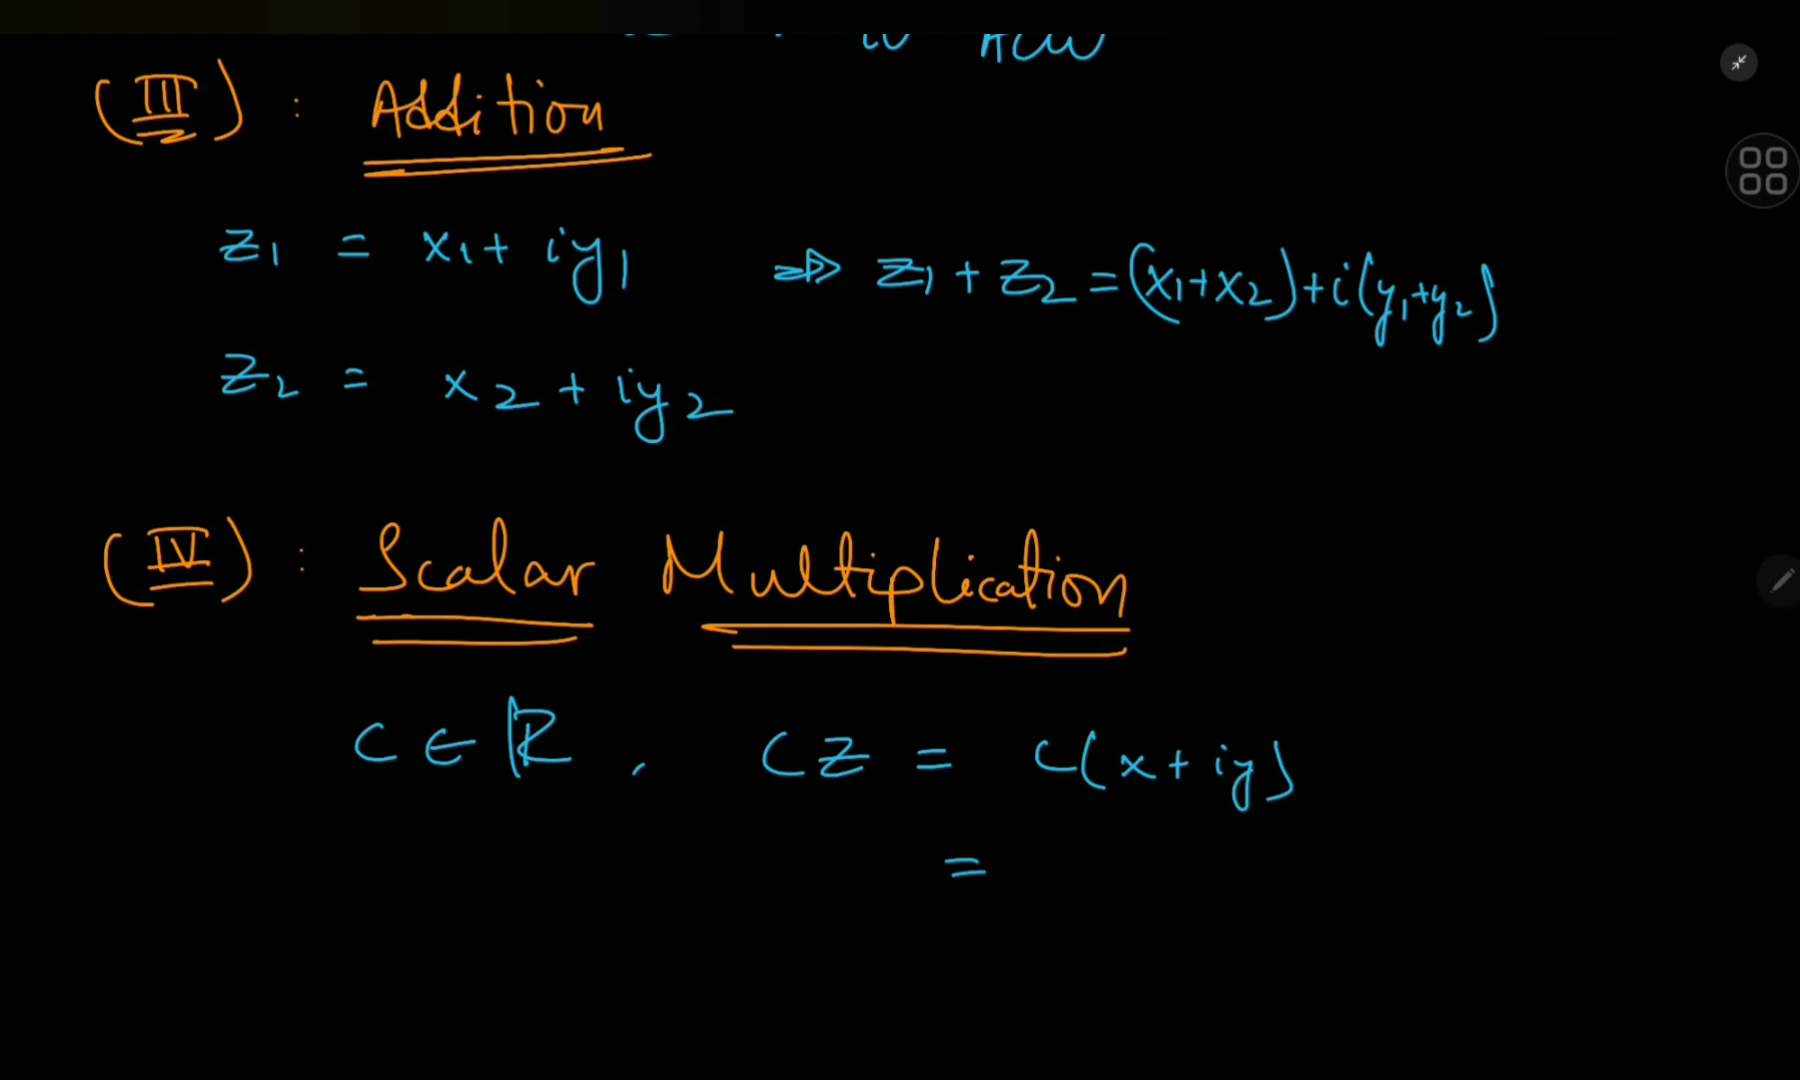 (III) : Addition
z₁ = x₁ + iy₁ ⇒ z₁ + z₂ = (x₁+x₂)+i(y₁+y₂)
z₂ = x₂ + iy₂
(IV) : Scalar Multiplication
C ∈ ℝ, Cz = C(x + iy)
=